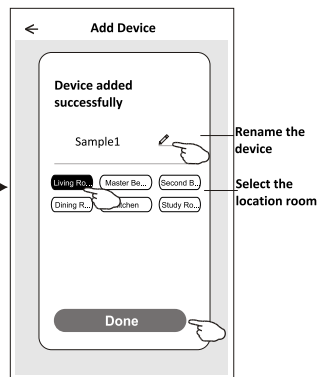 Add Device
Device added
successfully
Sample1
Rename the
device
Living Ro...
Master Be...
Second B...
Select the
location room
Dining R...
Study Ro...
Done